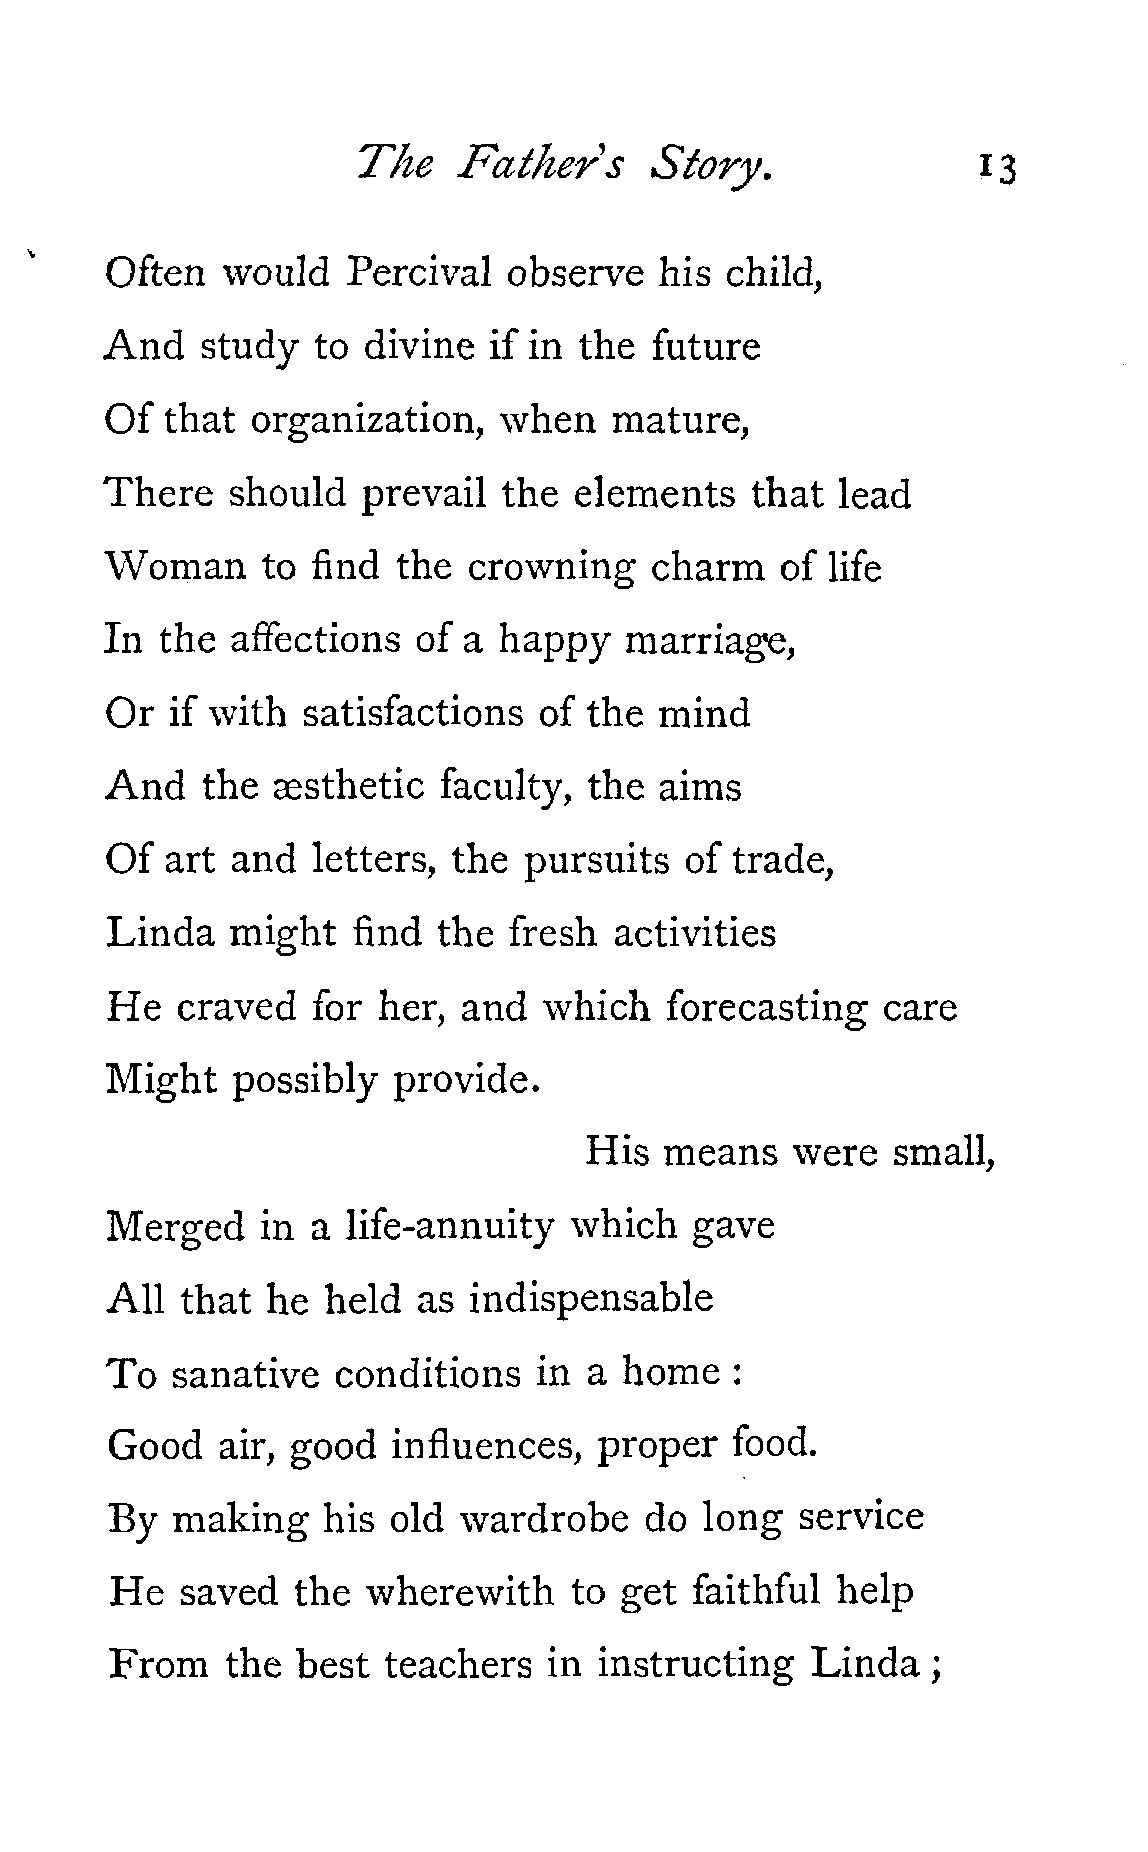 The Father's Story. 13
Often would Percival observe his child,
And study to divine if in the future
Of that organization, when mature,
There should prevail the elements that lead
Woman to find the crowning charm of life
In the affections of a happy marriage,
Or if with satisfactions of the mind
And the æsthetic faculty, the aims
Of art and letters, the pursuits of trade,
Linda might find the fresh activities
He craved for her, and which forecasting care
Might possibly provide.
His means were small,
Merged in a life-annuity which gave
All that he held as indispensable
To sanative conditions in a home :
Good air, good influences, proper food.
By making his old wardrobe do long service
He saved the wherewith to get faithful help
From the best teachers in instructing Linda ;